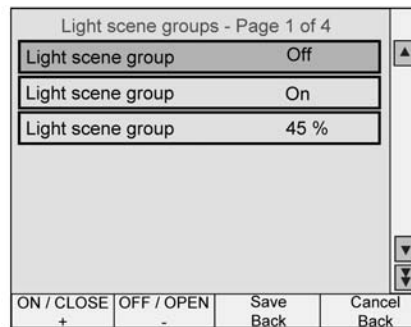 Light scene groups - Page 1 of 4
Light scene group Off
Light scene group On
Light scene group 45 %
ON / CLOSE OFF / OPEN Save Cancel
+ - Back Back